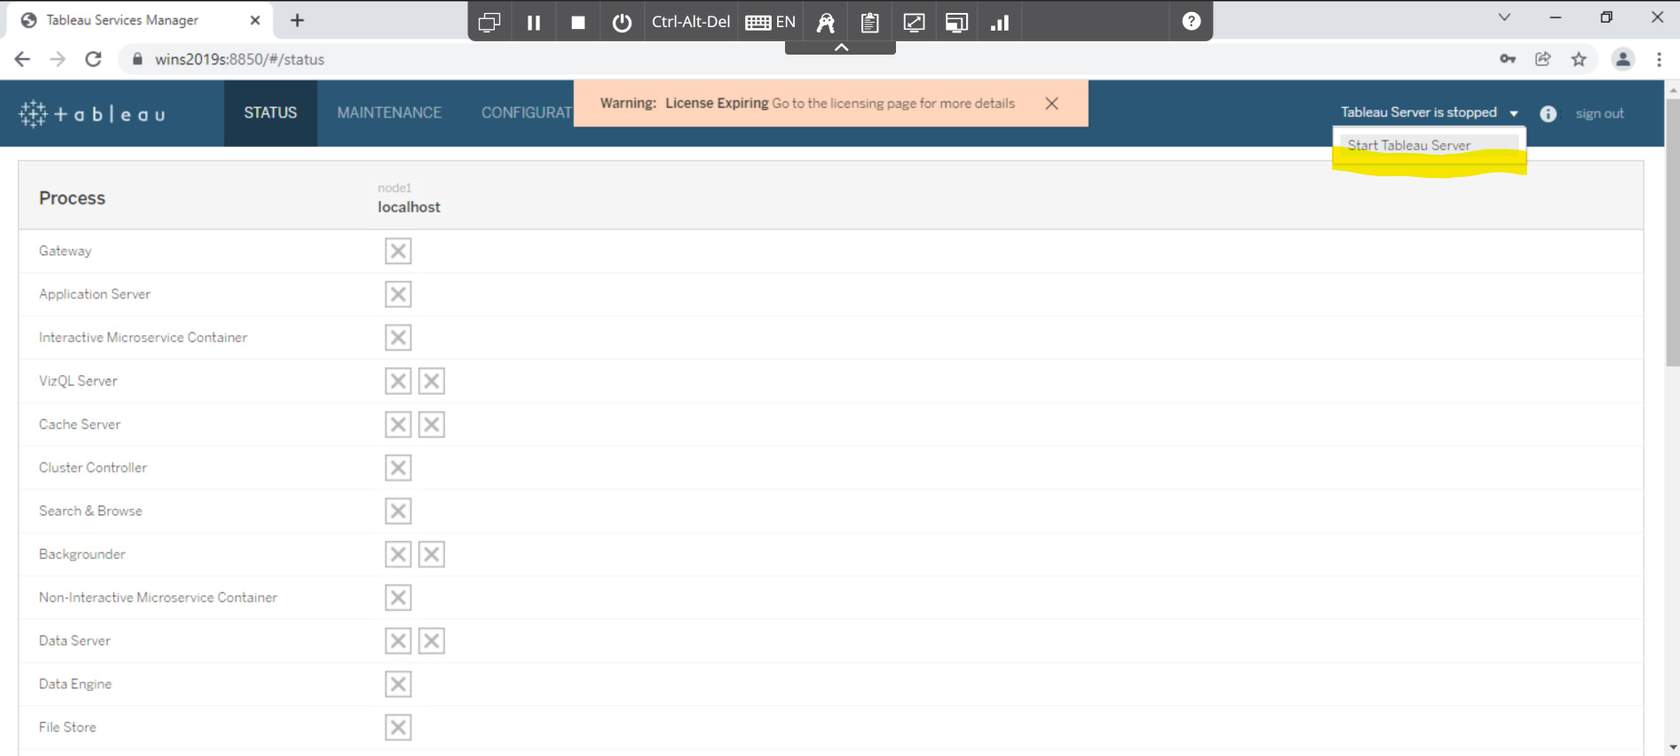 Tableau Services Manager
Ctrl-Alt-Del
EN
wins2019s:8850/#/status
+ a b l e a u
STATUS
MAINTENANCE
CONFIGURAT
Warning: License Expiring Go to the licensing page for more details
Tableau Server is stopped
sign out
Start Tableau Server
Process
node1
localhost
Gateway
Application Server
Interactive Microservice Container
VizQL Server
Cache Server
Cluster Controller
Search & Browse
Backgrounder
Non-Interactive Microservice Container
Data Server
Data Engine
File Store